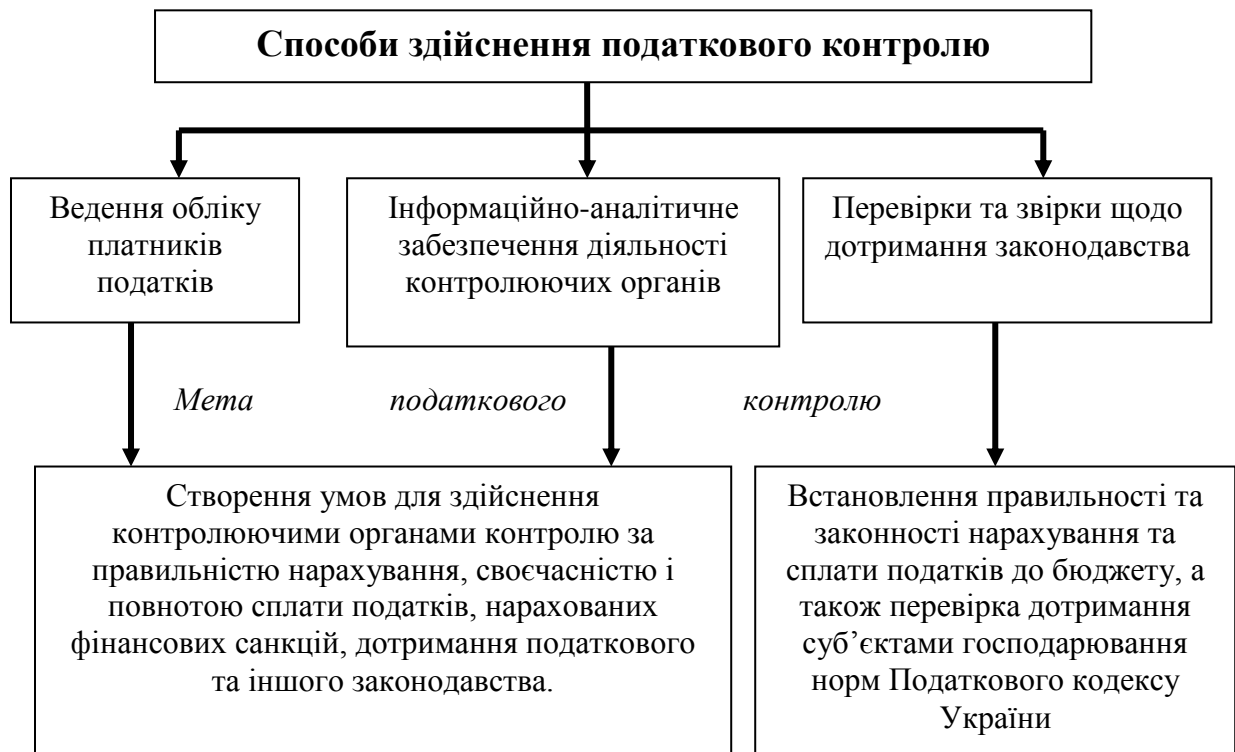 Способи здійснення податкового контролю
Ведення обліку
платників
податків
Інформаційно-аналітичне
забезпечення діяльності
контролюючих органів
Перевірки та звірки щодо
дотримання законодавства
Мета податкового контролю
Створення умов для здійснення
контролюючими органами контролю за
правильністю нарахування, своєчасністю і
повнотою сплати податків, нарахованих
фінансових санкцій, дотримання податкового
та іншого законодавства.
Встановлення правильності та
законності нарахування та
сплати податків до бюджету, а
також перевірка дотримання
суб’єктами господарювання
норм Податкового кодексу
України